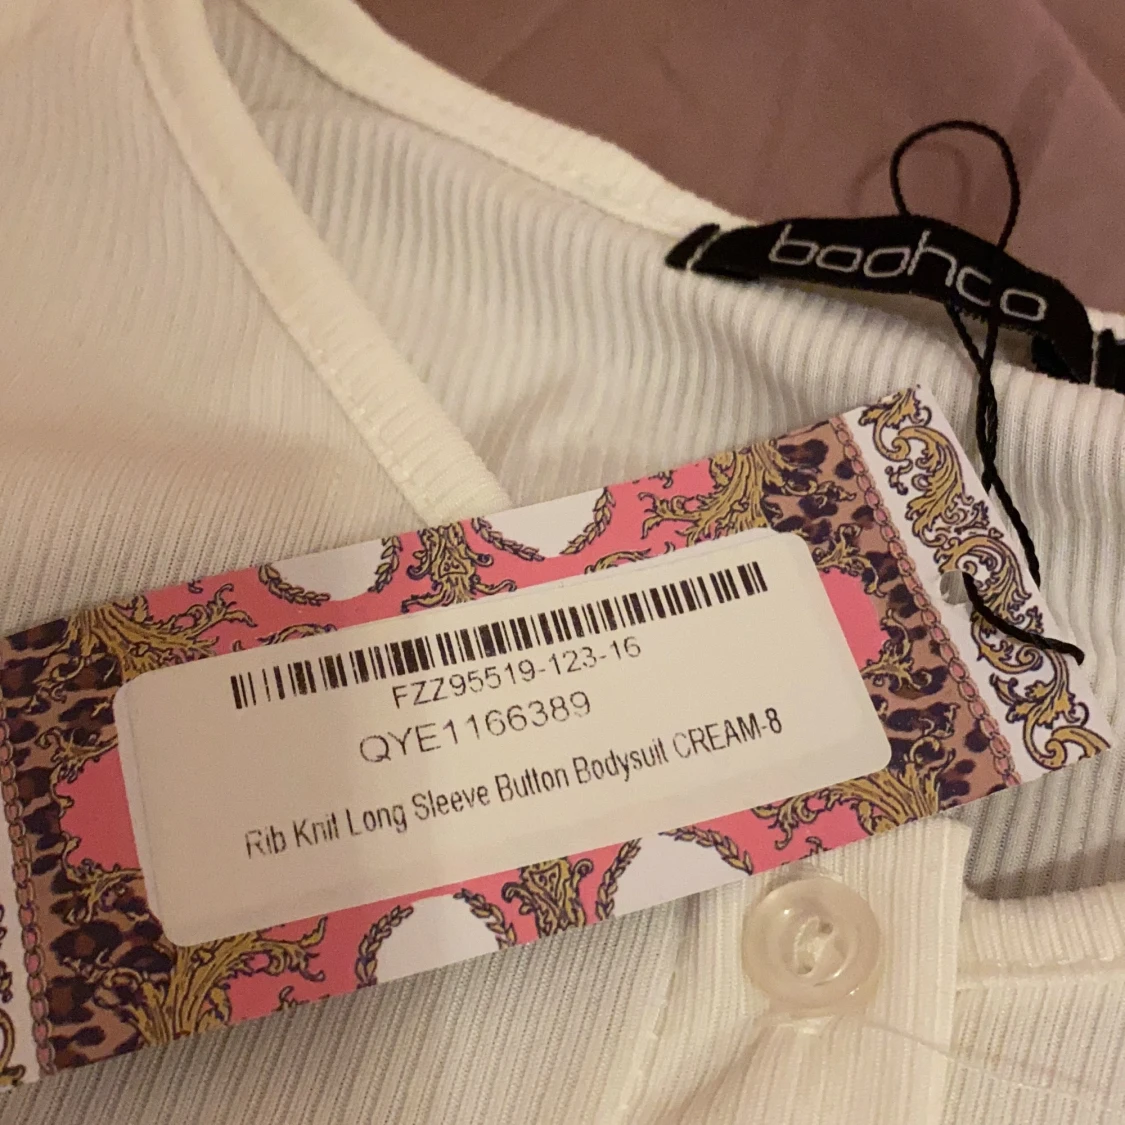 boohoo
FZZ95519-123-16
QYE1166389
Rib Knit Long Sleeve Button Bodysuit CREAM-8